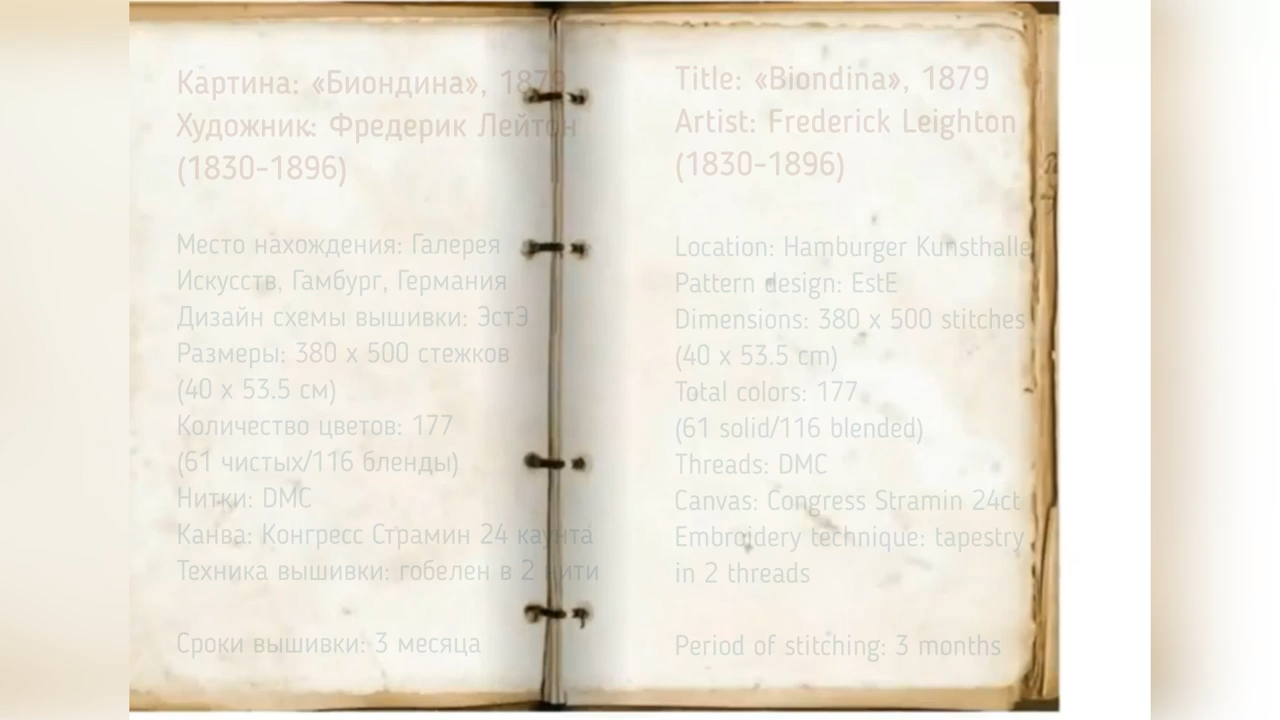 Картина: «Биондина», 1879
Художник: Фредерик Лейтон
(1830-1896)
Место нахождения: Галерея
Искусств, Гамбург, Германия
Дизайн схемы вышивки: ЭстЭ
Размеры: 380 x 500 стежков
(40 x 53.5 см)
Количество цветов: 177
(61 чистых/116 бленды)
Нитки: DMC
Канва: Конгресс Страмин 24 каунта
Техника вышивки: гобелен в 2 нити
Сроки вышивки: 3 месяца
Title: «Biondina», 1879
Artist: Frederick Leighton
(1830-1896)
Location: Hamburger Kunsthalle
Pattern design: EstE
Dimensions: 380 x 500 stitches
(40 x 53.5 cm)
Total colors: 177
(61 solid/116 blended)
Threads: DMC
Canvas: Congress Stramin 24ct
Embroidery technique: tapestry
in 2 threads
Period of stitching: 3 months